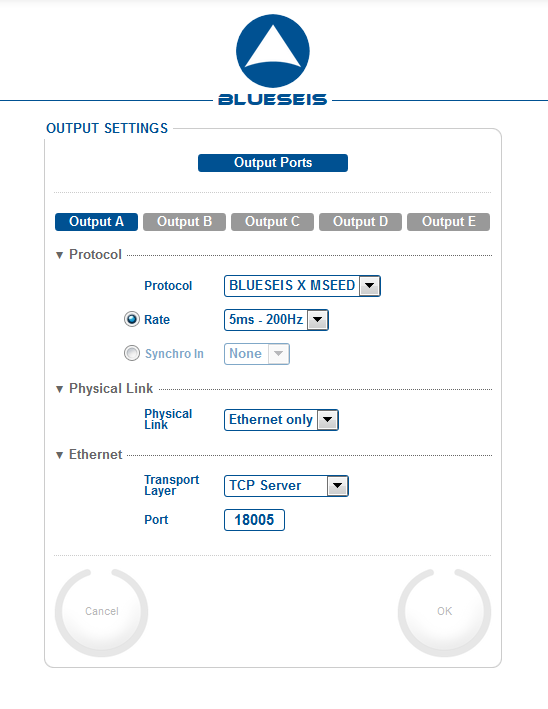 BLUESEIS
OUTPUT SETTINGS
Output Ports
Output A Output B Output C Output D Output E
▼ Protocol
Protocol BLUESEIS X MSEED
Rate 5ms - 200Hz
Synchro In None
▼ Physical Link
Physical
Link Ethernet only
▼ Ethernet
Transport
Layer TCP Server
Port 18005
Cancel OK